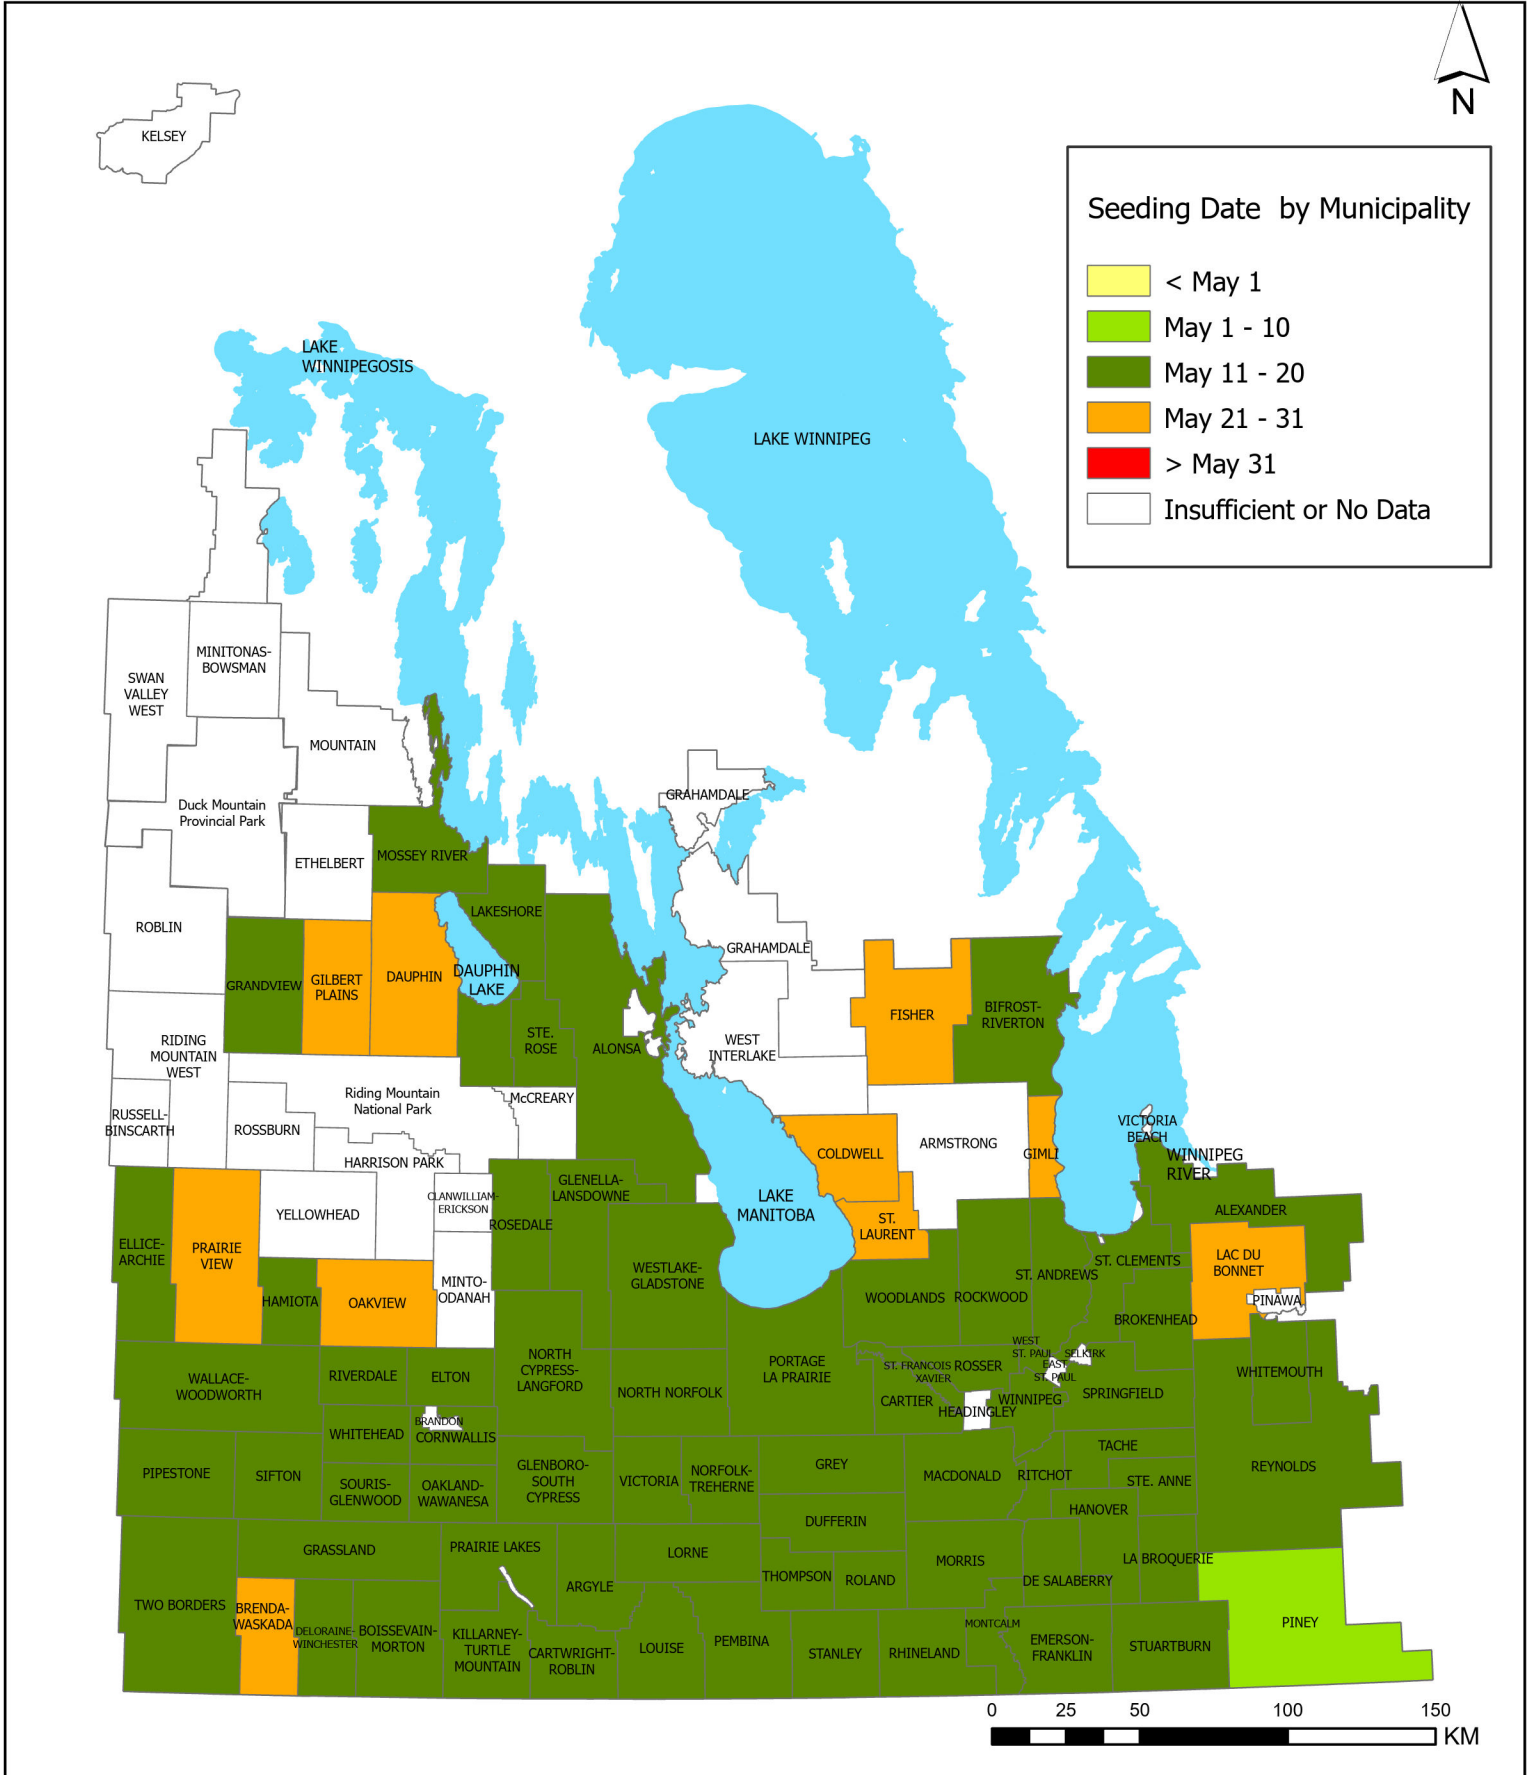 N
KELSEY
Seeding Date by Municipality
< May 1
May 1 - 10
May 11 - 20
May 21 - 31
> May 31
Insufficient or No Data
LAKE
WINNIPEGOSIS
LAKE WINNIPEG
MINITONAS-
BOWSMAN
SWAN
VALLEY
WEST
MOUNTAIN
Duck Mountain
Provincial Park
GRAHAMDALE
ETHELBERT
MOSSEY RIVER
ROBLIN
LAKESHORE
GRAHAMDALE
GRANDVIEW
GILBERT
PLAINS
DAUPHIN
DAUPHIN
LAKE
FISHER
BIFROST-
RIVERTON
RIDING
MOUNTAIN
WEST
STE.
ROSE
ALONSA
WEST
INTERLAKE
Riding Mountain
National Park
McCREARY
RUSSELL-
BINSCARTH
ROSSBURN
VICTORIA
BEACH
HARRISON PARK
COLDWELL
ARMSTRONG
GIMLI
WINNIPEG
RIVER
CLANWILLIAM-
ERICKSON
GLENELLA-
LANSDOWNE
YELLOWHEAD
ROSEDALE
LAKE
MANITOBA
ST.
LAURENT
ALEXANDER
ELLICE-
ARCHIE
PRAIRIE
VIEW
WESTLAKE-
GLADSTONE
ST. ANDREWS
ST. CLEMENTS
LAC DU
BONNET
HAMIOTA
OAKVIEW
MINTO-
ODANAH
WOODLANDS
ROCKWOOD
BROKENHEAD
PINAWA
WALLACE-
WOODWORTH
RIVERDALE
ELTON
NORTH
CYPRESS-
LANGFORD
NORTH NORFOLK
PORTAGE
LA PRAIRIE
ST. FRANCOIS
XAVIER
ROSSER
WEST
ST. PAUL
EAST
ST. PAUL
SELKIRK
WHITEMOUTH
CARTIER
HEADINGLEY
WINNIPEG
SPRINGFIELD
BRANDON
WHITEHEAD
CORNWALLIS
TACHE
PIPESTONE
SIFTON
SOURIS-
GLENWOOD
OAKLAND-
WAWANESA
GLENBORO-
SOUTH
CYPRESS
VICTORIA
NORFOLK-
TREHERNE
GREY
MACDONALD
RITCHOT
STE. ANNE
REYNOLDS
HANOVER
DUFFERIN
GRASSLAND
PRAIRIE LAKES
LORNE
MORRIS
LA BROQUERIE
ARGYLE
THOMPSON
ROLAND
DE SALABERRY
TWO BORDERS
BRENDA-
WASKADA
DELORAINE-
WINCHESTER
BOISSEVAIN-
MORTON
KILLARNEY-
TURTLE
MOUNTAIN
CARTWRIGHT-
ROBLIN
LOUISE
PEMBINA
STANLEY
RHINELAND
MONTCALM
EMERSON-
FRANKLIN
STUARTBURN
PINEY
0 25 50 100 150
KM